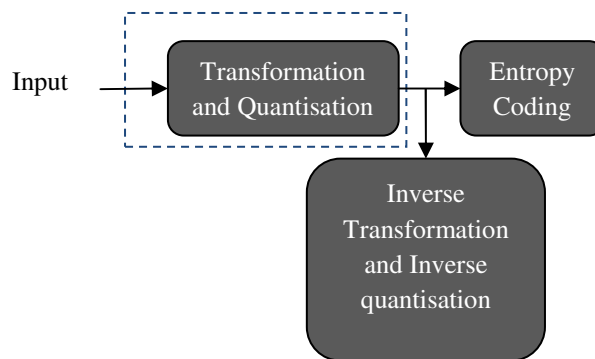 Input
Transformation
and Quantisation
Entropy
Coding
Inverse
Transformation
and Inverse
quantisation